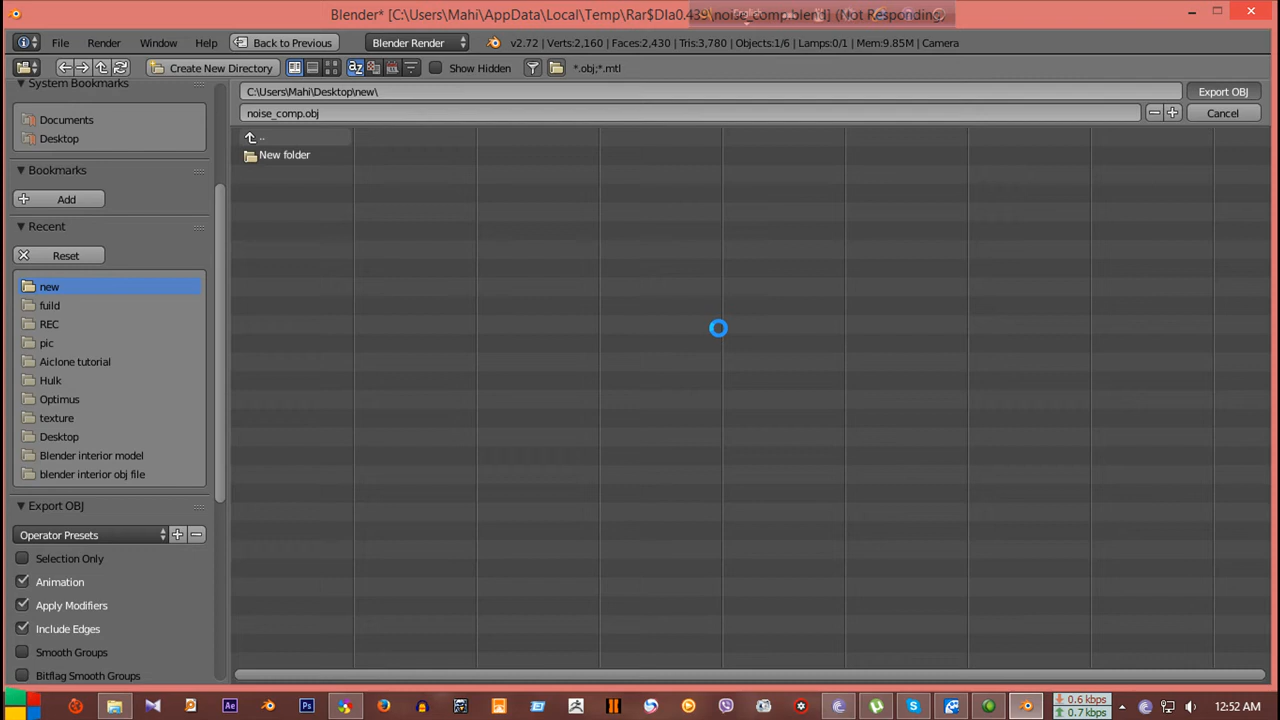 Blender* [C:\Users\Mahi\AppData\Local\Temp\Rar$DIa0.439\noise_comp.blend] (Not Responding)
File Render Window Help Back to Previous Blender Render v2.72 | Verts:2,160 | Faces:2,430 | Tris:3,780 | Objects:1/6 | Lamps:0/1 | Mem:9.85M | Camera
Create New Directory Show Hidden *.obj;*.mtl
System Bookmarks
Documents
Desktop
Bookmarks
Add
Recent
Reset
new
fuild
REC
pic
Aiclone tutorial
Hulk
Optimus
texture
Desktop
Blender interior model
blender interior obj file
Export OBJ
Operator Presets
Selection Only
Animation
Apply Modifiers
Include Edges
Smooth Groups
Bitflag Smooth Groups
C:\Users\Mahi\Desktop\new\ Export OBJ
noise_comp.obj Cancel
..
New folder
Ae Ps
0.6 kbps
0.7 kbps
12:52 AM